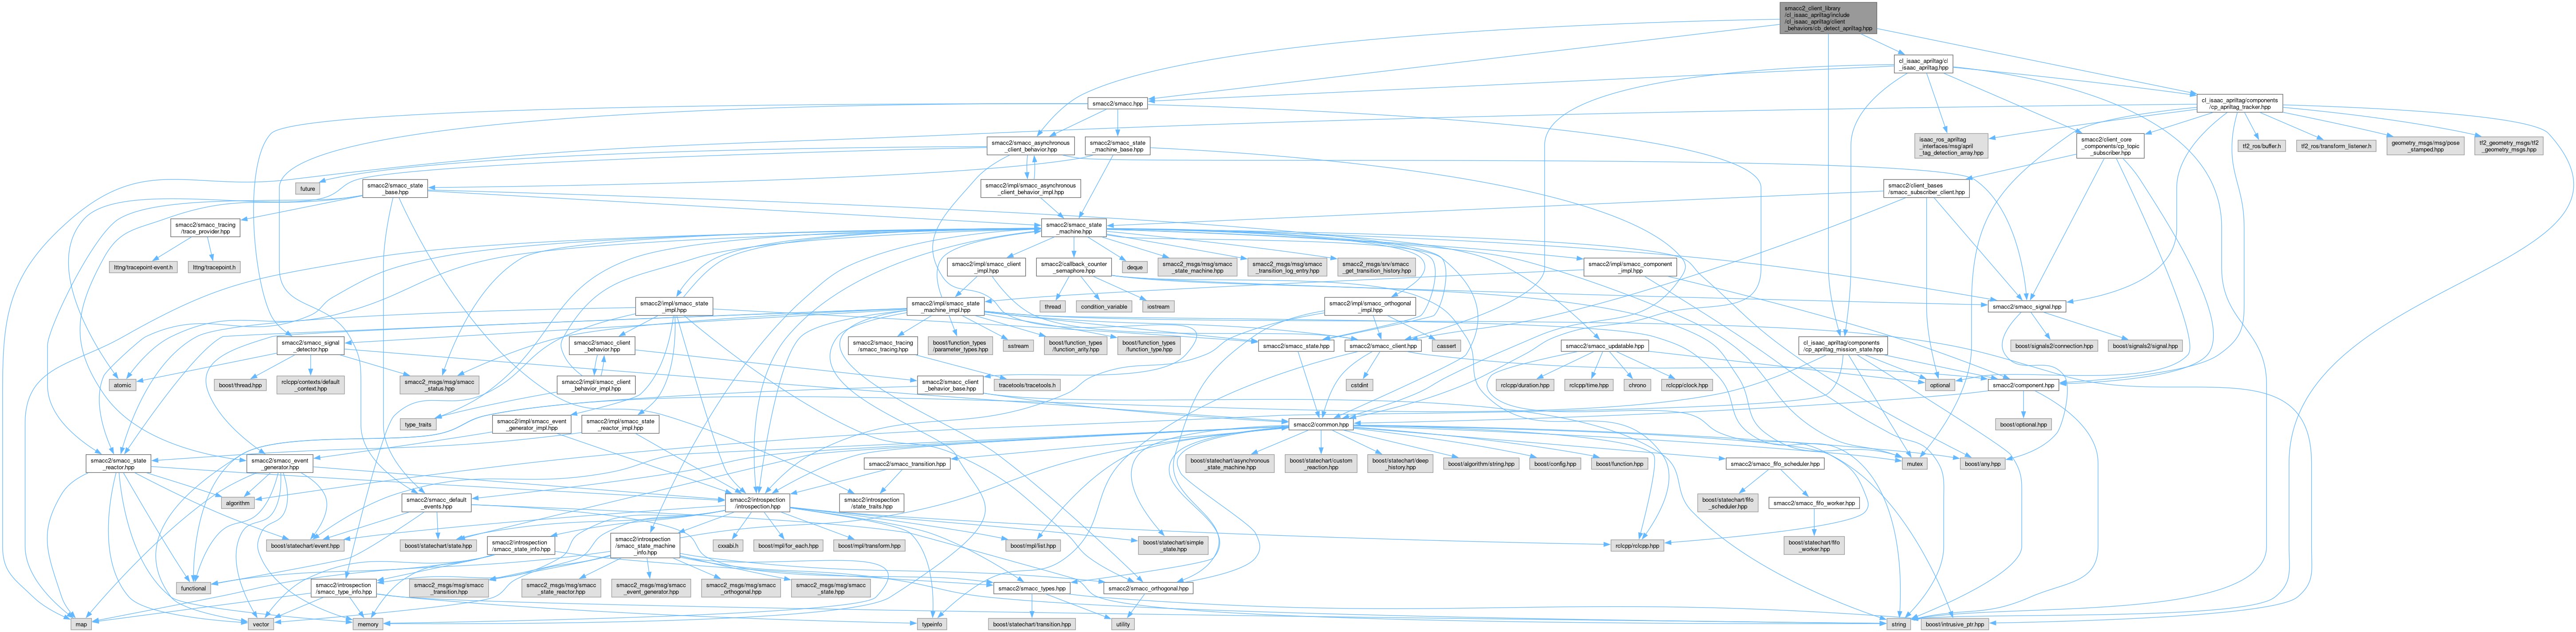 smacc2_client_library
/cl_isaac_apriltag/include
/cl_isaac_apriltag/client
_behaviors/cb_detect_apriltag.hpp
cl_isaac_apriltag/cl
_isaac_apriltag.hpp
smacc2/smacc.hpp
cl_isaac_apriltag/components
/cp_apriltag_tracker.hpp
smacc2/smacc_asynchronous
_client_behavior.hpp
smacc2/smacc_state
_machine_base.hpp
isaac_ros_apriltag
_interfaces/msg/april
_tag_detection_array.hpp
smacc2/client_core
_components/cp_topic
_subscriber.hpp
tf2_ros/buffer.h
tf2_ros/transform_listener.h
geometry_msgs/msg/pose
_stamped.hpp
tf2_geometry_msgs/tf2
_geometry_msgs.hpp
future
smacc2/smacc_state
_base.hpp
smacc2/impl/smacc_asynchronous
_client_behavior_impl.hpp
smacc2/client_bases
/smacc_subscriber_client.hpp
smacc2/smacc_tracing
/trace_provider.hpp
smacc2/smacc_state
_machine.hpp
lttng/tracepoint-event.h
lttng/tracepoint.h
smacc2/impl/smacc_client
_impl.hpp
smacc2/callback_counter
_semaphore.hpp
deque
smacc2_msgs/msg/smacc
_state_machine.hpp
smacc2_msgs/msg/smacc
_transition_log_entry.hpp
smacc2_msgs/srv/smacc
_get_transition_history.hpp
smacc2/impl/smacc_component
_impl.hpp
smacc2/impl/smacc_state
_impl.hpp
smacc2/impl/smacc_state
_machine_impl.hpp
thread
condition_variable
iostream
smacc2/impl/smacc_orthogonal
_impl.hpp
smacc2/smacc_signal.hpp
smacc2/smacc_signal
_detector.hpp
smacc2/smacc_client
_behavior.hpp
smacc2/smacc_tracing
/smacc_tracing.hpp
boost/function_types
/parameter_types.hpp
sstream
boost/function_types
/function_arity.hpp
boost/function_types
/function_type.hpp
smacc2/smacc_state.hpp
smacc2/smacc_client.hpp
cassert
smacc2/smacc_updatable.hpp
cl_isaac_apriltag/components
/cp_apriltag_mission_state.hpp
boost/signals2/connection.hpp
boost/signals2/signal.hpp
atomic
boost/thread.hpp
rclcpp/contexts/default
_context.hpp
smacc2_msgs/msg/smacc
_status.hpp
smacc2/impl/smacc_client
_behavior_impl.hpp
smacc2/smacc_client
_behavior_base.hpp
tracetools/tracetools.h
cstdint
rclcpp/duration.hpp
rclcpp/time.hpp
chrono
rclcpp/clock.hpp
optional
smacc2/component.hpp
type_traits
smacc2/impl/smacc_event
_generator_impl.hpp
smacc2/impl/smacc_state
_reactor_impl.hpp
smacc2/common.hpp
boost/optional.hpp
smacc2/smacc_state
_reactor.hpp
smacc2/smacc_event
_generator.hpp
smacc2/smacc_transition.hpp
boost/statechart/asynchronous
_state_machine.hpp
boost/statechart/custom
_reaction.hpp
boost/statechart/deep
_history.hpp
boost/algorithm/string.hpp
boost/config.hpp
boost/function.hpp
smacc2/smacc_fifo_scheduler.hpp
mutex
boost/any.hpp
algorithm
smacc2/smacc_default
_events.hpp
smacc2/introspection
/introspection.hpp
smacc2/introspection
/state_traits.hpp
boost/statechart/fifo
_scheduler.hpp
smacc2/smacc_fifo_worker.hpp
boost/statechart/event.hpp
boost/statechart/state.hpp
smacc2/introspection
/smacc_state_info.hpp
smacc2/introspection
/smacc_state_machine
_info.hpp
cxxabi.h
boost/mpl/for_each.hpp
boost/mpl/transform.hpp
boost/mpl/list.hpp
boost/statechart/simple
_state.hpp
rclcpp/rclcpp.hpp
boost/statechart/fifo
_worker.hpp
functional
smacc2/introspection
/smacc_type_info.hpp
smacc2_msgs/msg/smacc
_transition.hpp
smacc2_msgs/msg/smacc
_state_reactor.hpp
smacc2_msgs/msg/smacc
_event_generator.hpp
smacc2_msgs/msg/smacc
_orthogonal.hpp
smacc2_msgs/msg/smacc
_state.hpp
smacc2/smacc_types.hpp
smacc2/smacc_orthogonal.hpp
map
vector
memory
typeinfo
boost/statechart/transition.hpp
utility
string
boost/intrusive_ptr.hpp